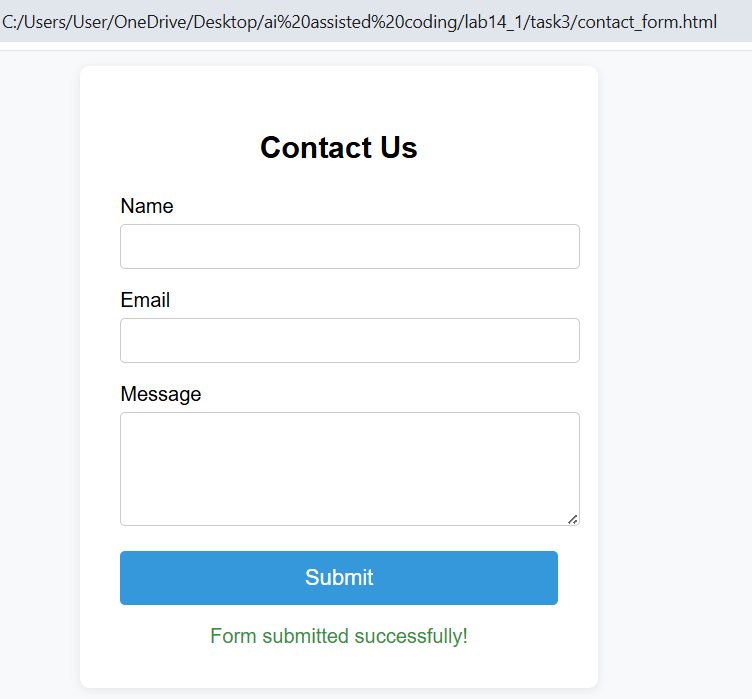 C:/Users/User/OneDrive/Desktop/ai%20assisted%20coding/lab14_1/task3/contact_form.html
Contact Us
Name
Email
Message
Submit
Form submitted successfully!